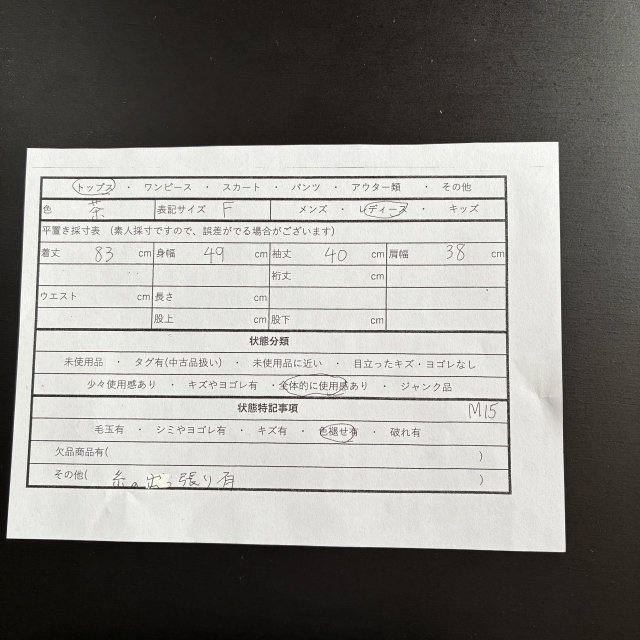 トップス ・ ワンピース ・ スカート ・ パンツ ・ アウター類 ・ その他
色 茶 表記サイズ F メンズ ・ レディース ・ キッズ
平置き採寸表 (素人採寸ですので、誤差がでる場合がございます)
着丈 83 cm 身幅 49 cm 袖丈 40 cm 肩幅 38 cm
裄丈 cm
ウエスト cm 長さ cm
股上 cm 股下 cm
状態分類
未使用品 ・ タグ有(中古品扱い) ・ 未使用品に近い ・ 目立ったキズ・ヨゴレなし
少々使用感あり ・ キズやヨゴレ有 ・ 全体的に使用感あり ・ ジャンク品
状態特記事項 M15
毛玉有 ・ シミやヨゴレ有 ・ キズ有 ・ 色褪せ有 ・ 破れ有
欠品商品有( )
その他( 糸の出っ張り有 )